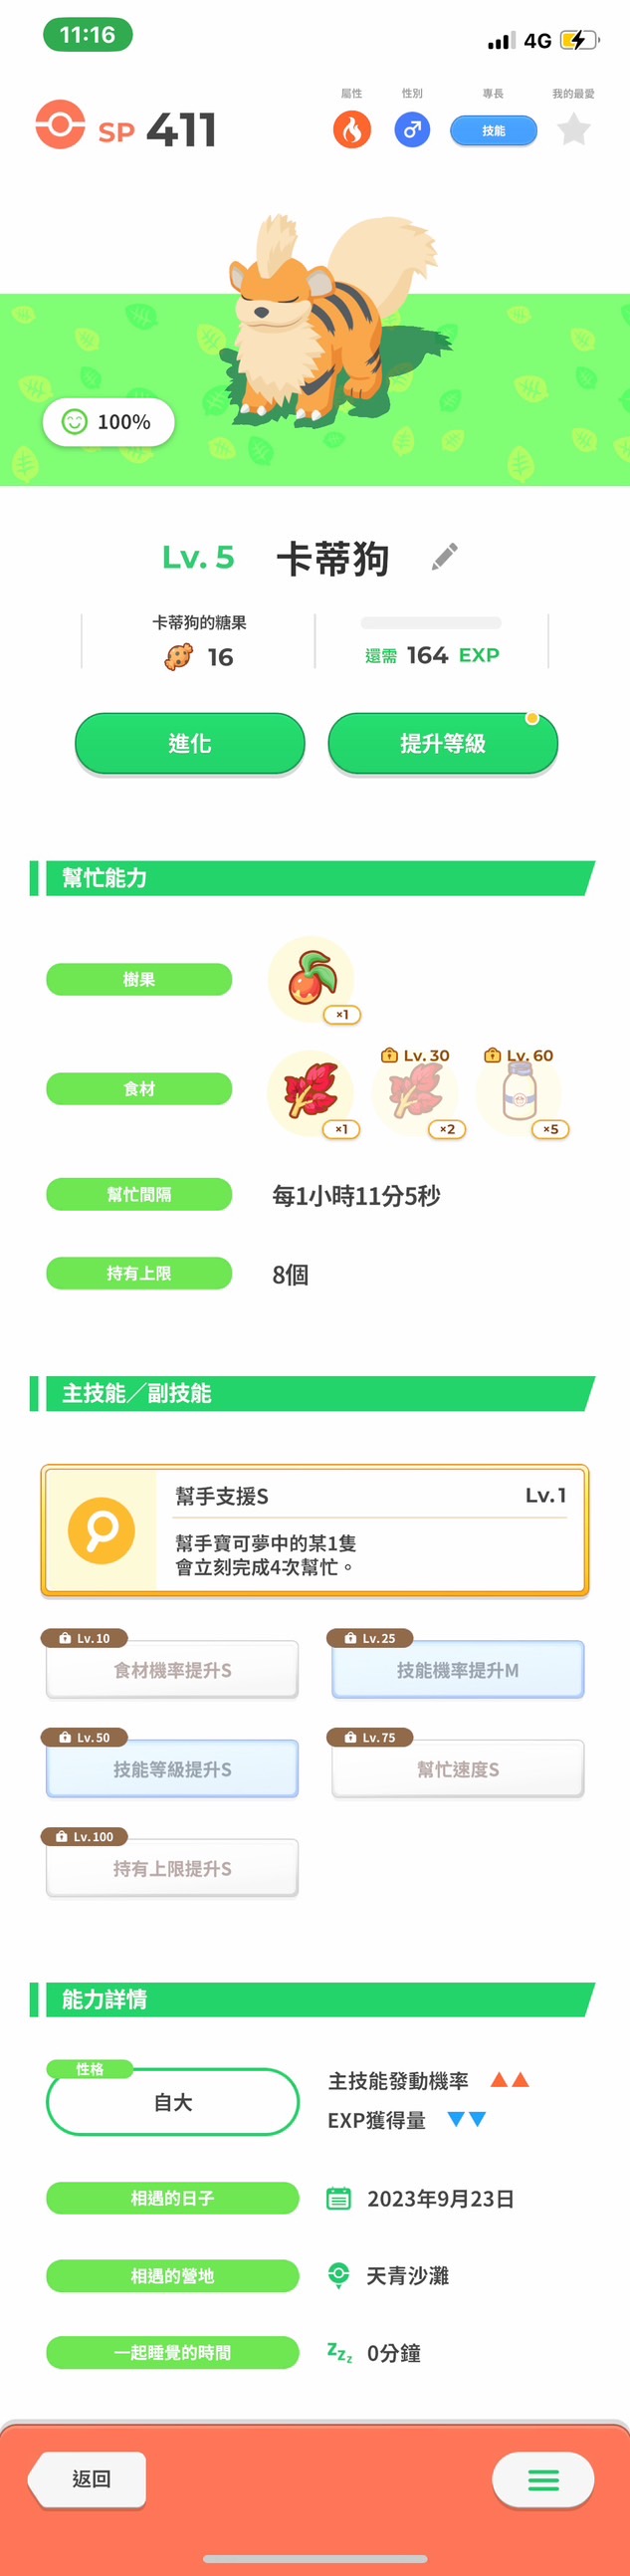 11:16
4G
屬性 性別 專長 我的最愛
SP 411
技能
100%
Lv. 5 卡蒂狗
卡蒂狗的糖果
16
還需 164 EXP
進化
提升等級
幫忙能力
樹果
×1
食材
Lv.30
Lv.60
×1
×2
×5
幫忙間隔
每1小時11分5秒
持有上限
8個
主技能／副技能
幫手支援S Lv.1
幫手寶可夢中的某1隻
會立刻完成4次幫忙。
Lv.10
食材機率提升S
Lv.25
技能機率提升M
Lv.50
技能等級提升S
Lv.75
幫忙速度S
Lv.100
持有上限提升S
能力詳情
性格
自大
主技能發動機率 ▲▲
EXP獲得量 ▼▼
相遇的日子
2023年9月23日
相遇的營地
天青沙灘
一起睡覺的時間
zzz
0分鐘
返回